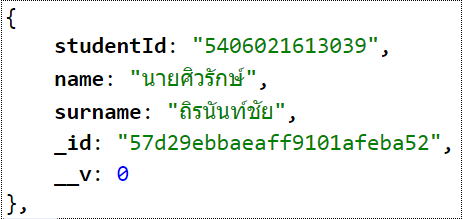 {
studentId: "5406021613039",
name: "นายศิวรักษ์",
surname: "ถิรนันท์ชัย",
_id: "57d29ebbaeaff9101afeba52",
__v: 0
},